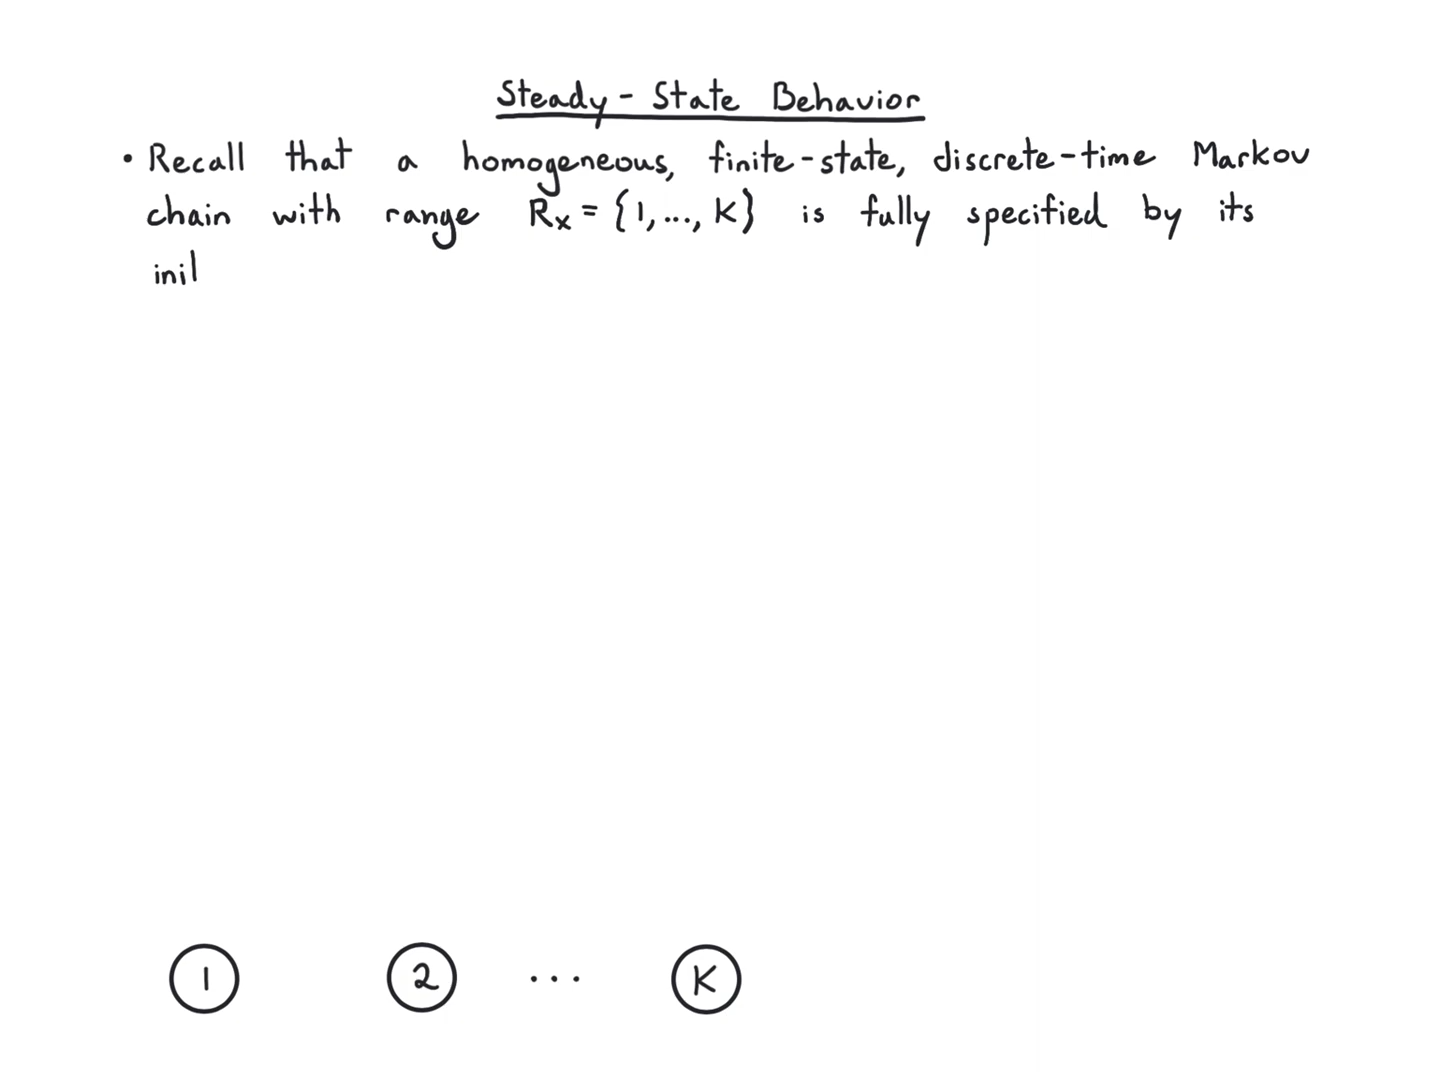 Steady-State Behavior
• Recall that a homogeneous, finite-state, discrete-time Markov
chain with range Rx = {1, ..., K} is fully specified by its
inil
1 2 ... K